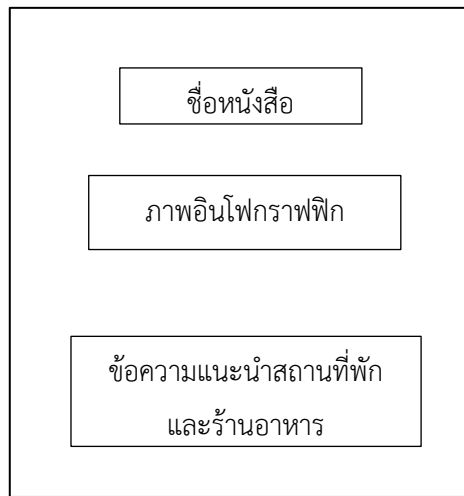 ชื่อหนังสือ
ภาพอินโฟกราฟฟิก
ข้อความแนะนำสถานที่พัก
และร้านอาหาร